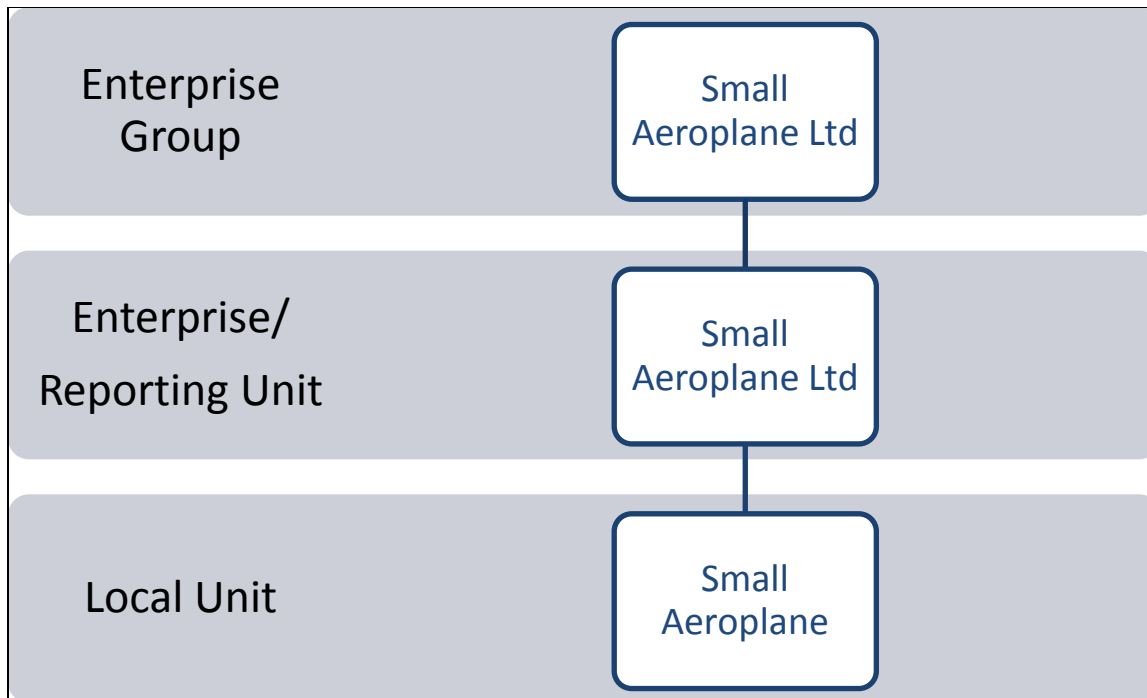 Enterprise
Group
Small
Aeroplane Ltd
Enterprise/
Reporting Unit
Small
Aeroplane Ltd
Local Unit
Small
Aeroplane